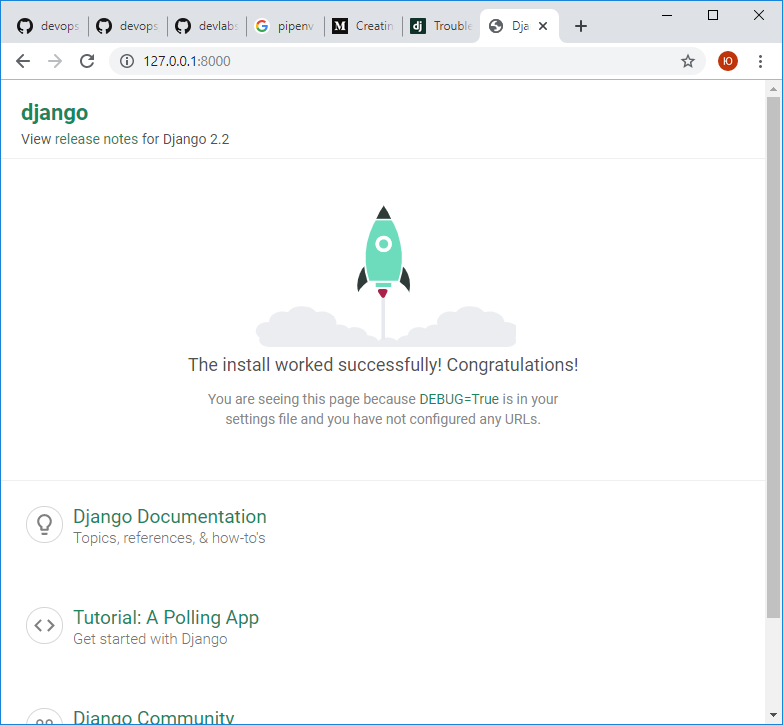 devops
devops
devlabs
pipenv
Creatin
dj
Trouble
Dja
127.0.0.1:8000
Ю
django
View release notes for Django 2.2
The install worked successfully! Congratulations!
You are seeing this page because DEBUG=True is in your
settings file and you have not configured any URLs.
Django Documentation
Topics, references, & how-to's
Tutorial: A Polling App
Get started with Django
Django Community